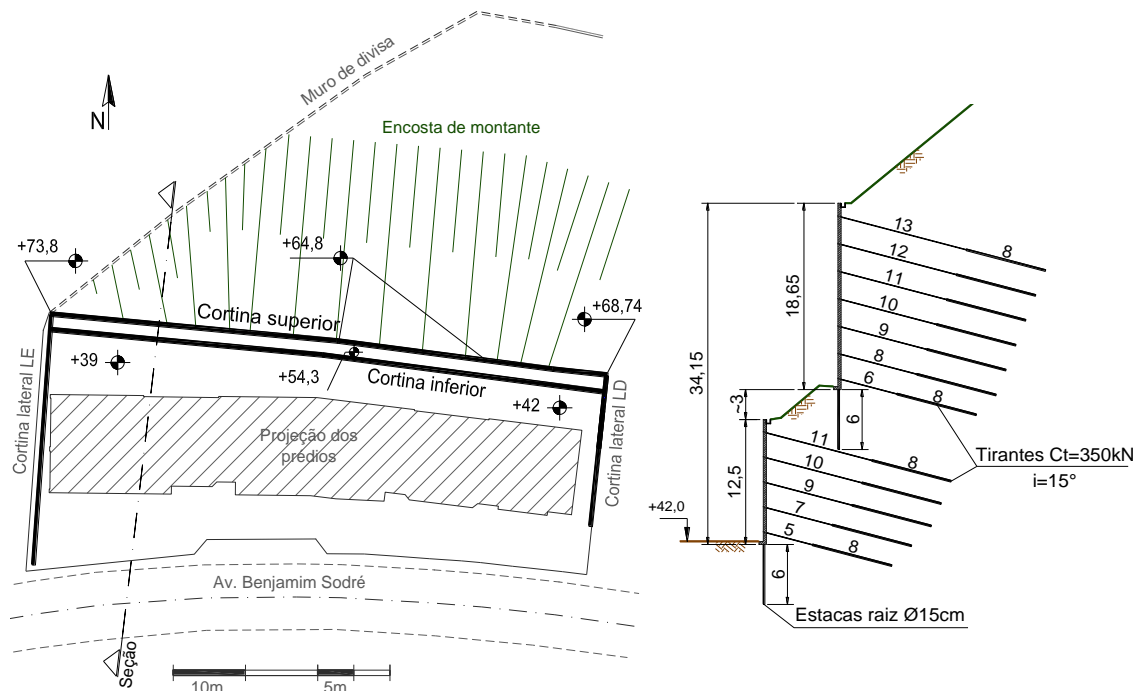 Muro de divisa
N
Encosta de montante
+73,8
+64,8
+68,74
Cortina superior
+39
+54,3
Cortina inferior
+42
Cortina lateral LE
Projeção dos
prédios
Cortina lateral LD
Av. Benjamim Sodré
Seção
10m
5m
13
8
12
11
10
9
8
6
8
18,65
34,15
~3
6
12,5
11
8
10
9
7
5
8
Tirantes Ct=350kN
i=15°
+42,0
6
Estacas raiz Ø15cm